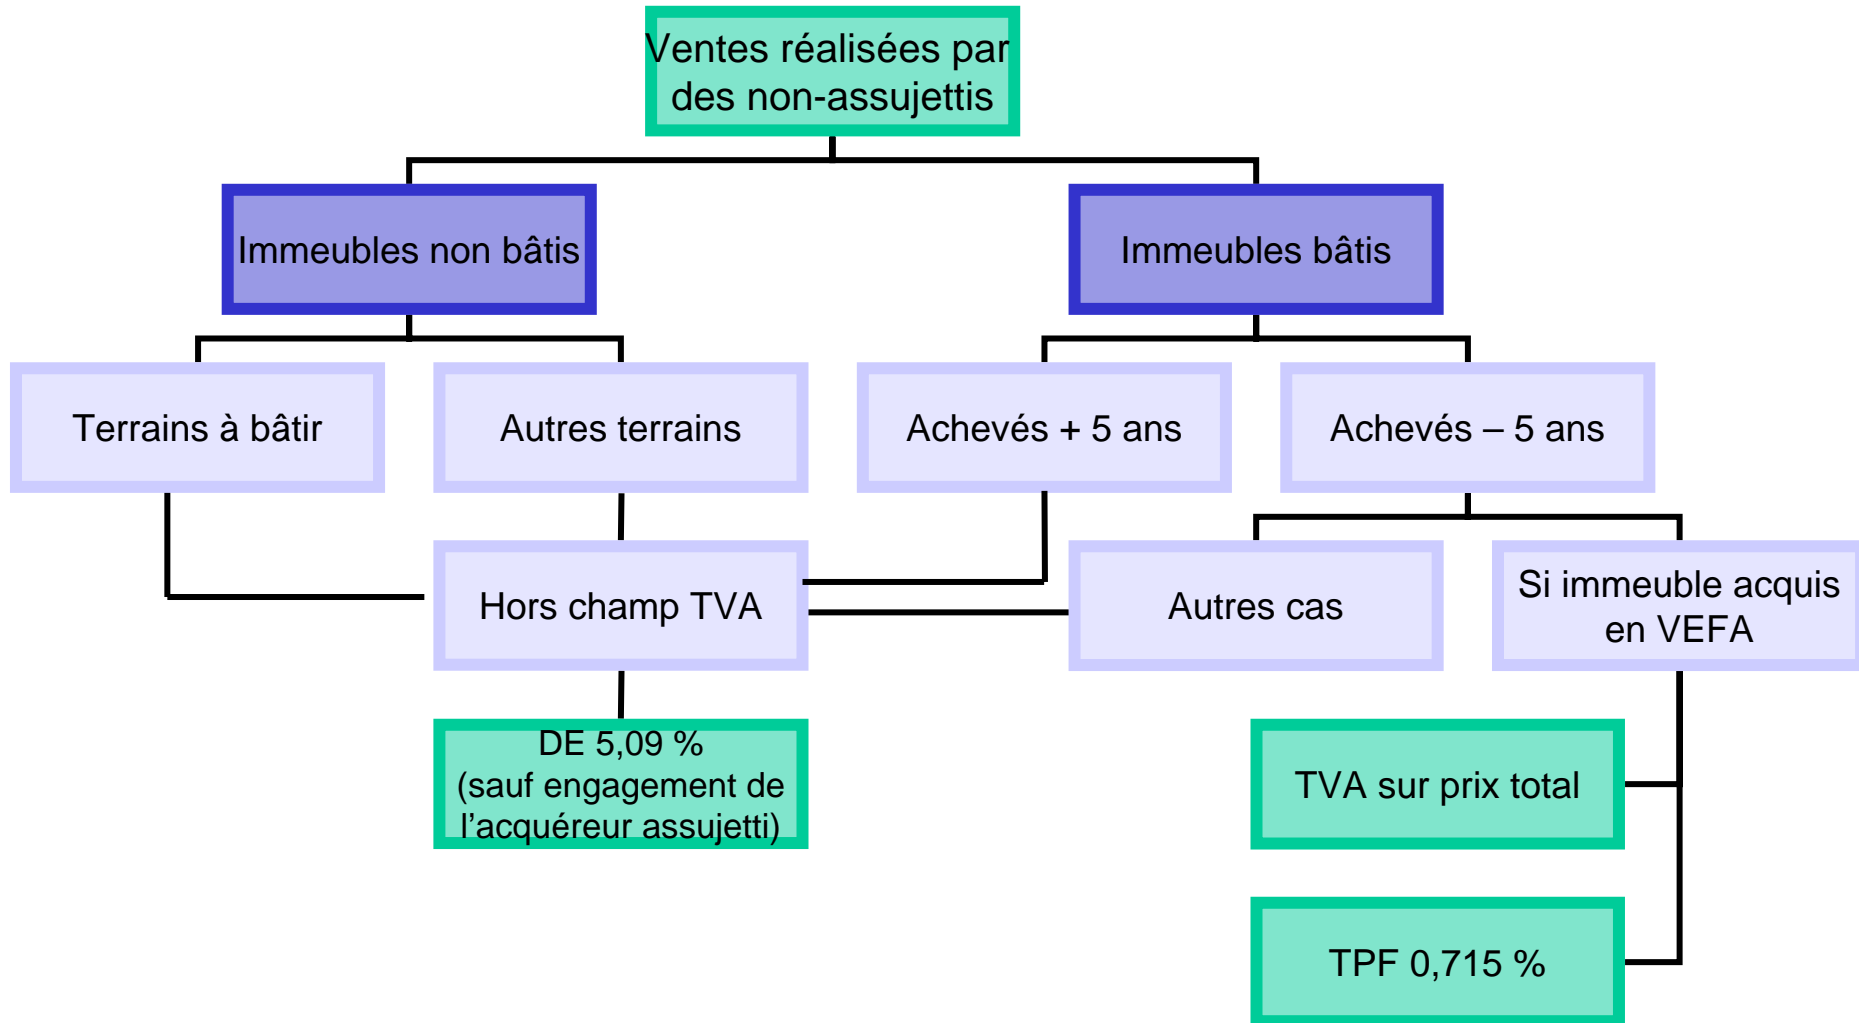 Ventes réalisées par
des non-assujettis
Immeubles non bâtis
Immeubles bâtis
Terrains à bâtir
Autres terrains
Achevés + 5 ans
Achevés – 5 ans
Hors champ TVA
Autres cas
Si immeuble acquis
en VEFA
DE 5,09 %
(sauf engagement de
l’acquéreur assujetti)
TVA sur prix total
TPF 0,715 %